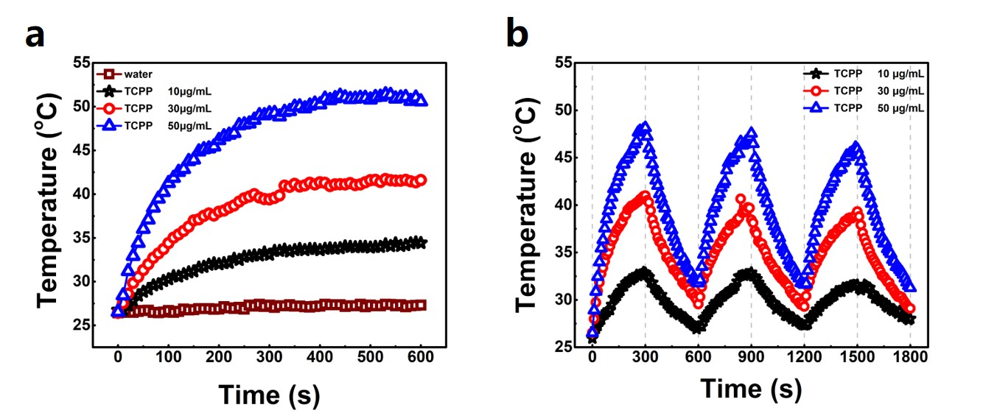 a
55
50
45
40
35
30
25
Temperature (°C)
water
TCPP 10μg/mL
TCPP 30μg/mL
TCPP 50μg/mL
0 100 200 300 400 500 600
Time (s)
b
55
50
45
40
35
30
25
Temperature (°C)
TCPP 10 μg/mL
TCPP 30 μg/mL
TCPP 50 μg/mL
0 300 600 900 1200 1500 1800
Time (s)